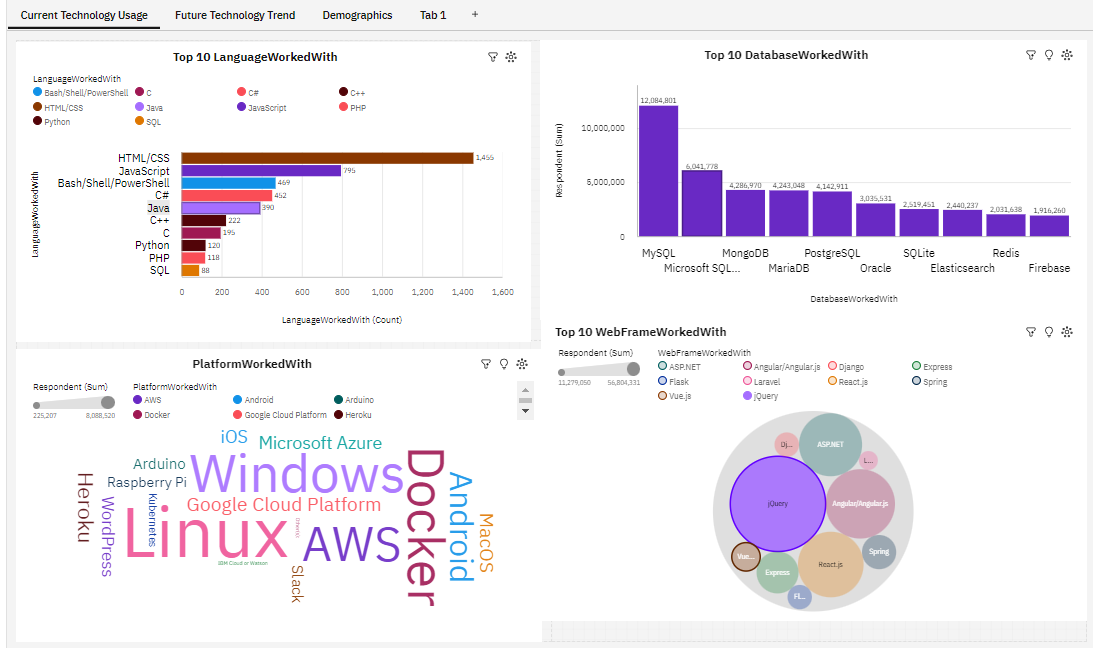 Current Technology Usage Future Technology Trend Demographics Tab 1 +
Top 10 LanguageWorkedWith
LanguageWorkedWith
Bash/Shell/PowerShell C C# C++
HTML/CSS Java JavaScript PHP
Python SQL
LanguageWorkedWith
HTML/CSS 1,455
JavaScript 795
Bash/Shell/PowerShell 469
C# 452
Java 390
C++ 222
C 195
Python 120
PHP 118
SQL 88
0 200 400 600 800 1,000 1,200 1,400 1,600
LanguageWorkedWith (Count)
Top 10 DatabaseWorkedWith
Respondent (Sum)
10,000,000
5,000,000
0
12,084,801
6,041,778
4,286,970 4,243,048 4,142,911
3,035,531
2,519,451 2,440,237
2,031,638 1,916,260
MySQL MongoDB PostgreSQL SQLite Redis
Microsoft SQL... MariaDB Oracle Elasticsearch Firebase
DatabaseWorkedWith
PlatformWorkedWith
Respondent (Sum)
225,207 8,088,520
PlatformWorkedWith
AWS Android Arduino
Docker Google Cloud Platform Heroku
iOS
Microsoft Azure
Arduino
Windows
Raspberry Pi
Google Cloud Platform
Heroku
WordPress
Kubernetes
Linux
AWS
Docker
Android
MacOS
IBM Cloud or Watson
Slack
Top 10 WebFrameWorkedWith
Respondent (Sum)
11,279,050 56,804,331
WebFrameWorkedWith
ASP.NET Angular/Angular.js Django Express
Flask Laravel React.js Spring
Vue.js jQuery
Dj...
ASP.NET
L...
jQuery
Angular/Angular.js
Vue...
Express
React.js
Spring
Fl...